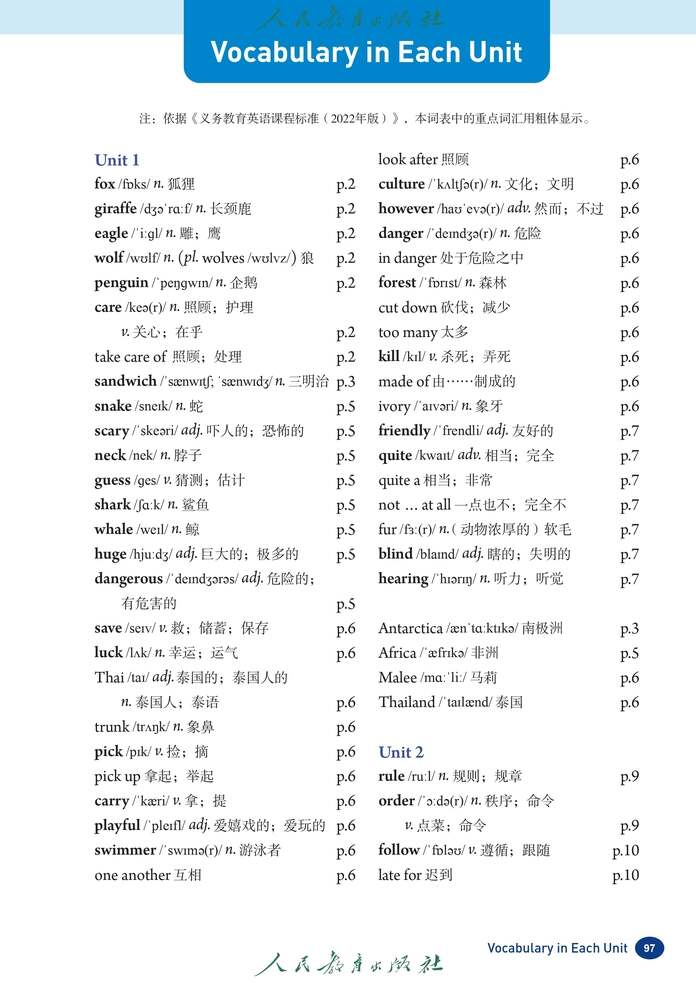 人民教育出版社
Vocabulary in Each Unit
注：依据《义务教育英语课程标准（2022年版）》，本词表中的重点词汇用粗体显示。
Unit 1
fox /fɒks/ n. 狐狸 p.2
giraffe /dʒəˈrɑːf/ n. 长颈鹿 p.2
eagle /ˈiːɡl/ n. 雕；鹰 p.2
wolf /wʊlf/ n. (pl. wolves /wʊlvz/) 狼 p.2
penguin /ˈpeŋɡwɪn/ n. 企鹅 p.2
care /keə(r)/ n. 照顾；护理
v. 关心；在乎 p.2
take care of 照顾；处理 p.2
sandwich /ˈsænwɪtʃ; ˈsænwɪdʒ/ n. 三明治 p.3
snake /sneɪk/ n. 蛇 p.5
scary /ˈskeəri/ adj. 吓人的；恐怖的 p.5
neck /nek/ n. 脖子 p.5
guess /ɡes/ v. 猜测；估计 p.5
shark /ʃɑːk/ n. 鲨鱼 p.5
whale /weɪl/ n. 鲸 p.5
huge /hjuːdʒ/ adj. 巨大的；极多的 p.5
dangerous /ˈdeɪndʒərəs/ adj. 危险的；
有危害的 p.5
save /seɪv/ v. 救；储蓄；保存 p.6
luck /lʌk/ n. 幸运；运气 p.6
Thai /taɪ/ adj. 泰国的；泰国人的
n. 泰国人；泰语 p.6
trunk /trʌŋk/ n. 象鼻 p.6
pick /pɪk/ v. 捡；摘 p.6
pick up 拿起；举起 p.6
carry /ˈkæri/ v. 拿；提 p.6
playful /ˈpleɪfl/ adj. 爱嬉戏的；爱玩的 p.6
swimmer /ˈswɪmə(r)/ n. 游泳者 p.6
one another 互相 p.6
look after 照顾 p.6
culture /ˈkʌltʃə(r)/ n. 文化；文明 p.6
however /haʊˈevə(r)/ adv. 然而；不过 p.6
danger /ˈdeɪndʒə(r)/ n. 危险 p.6
in danger 处于危险之中 p.6
forest /ˈfɒrɪst/ n. 森林 p.6
cut down 砍伐；减少 p.6
too many 太多 p.6
kill /kɪl/ v. 杀死；弄死 p.6
made of 由……制成的 p.6
ivory /ˈaɪvəri/ n. 象牙 p.6
friendly /ˈfrendli/ adj. 友好的 p.7
quite /kwaɪt/ adv. 相当；完全 p.7
quite a 相当；非常 p.7
not … at all 一点也不；完全不 p.7
fur /fɜː(r)/ n.（动物浓厚的）软毛 p.7
blind /blaɪnd/ adj. 瞎的；失明的 p.7
hearing /ˈhɪərɪŋ/ n. 听力；听觉 p.7
Antarctica /ænˈtɑːktɪkə/ 南极洲 p.3
Africa /ˈæfrɪkə/ 非洲 p.5
Malee /mɑːˈliː/ 马莉 p.6
Thailand /ˈtaɪlænd/ 泰国 p.6
Unit 2
rule /ruːl/ n. 规则；规章 p.9
order /ˈɔːdə(r)/ n. 秩序；命令
v. 点菜；命令 p.9
follow /ˈfɒləʊ/ v. 遵循；跟随 p.10
late for 迟到 p.10
Vocabulary in Each Unit 97
人民教育出版社